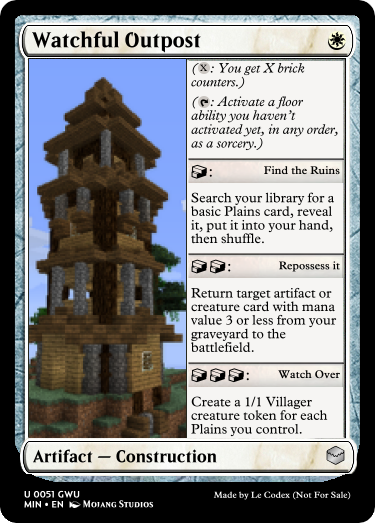 Watchful Outpost
(X: You get X brick
counters.)
(: Activate a floor
ability you haven't
activated yet, in any order,
as a sorcery.)
: Find the Ruins
Search your library for a
basic Plains card, reveal
it, put it into your hand,
then shuffle.
: Repossess it
Return target artifact or
creature card with mana
value 3 or less from your
graveyard to the
battlefield.
: Watch Over
Create a 1/1 Villager
creature token for each
Plains you control.
Artifact — Construction
U 0051 GWU
MIN • EN Mojang Studios
Made by Le Codex (Not For Sale)